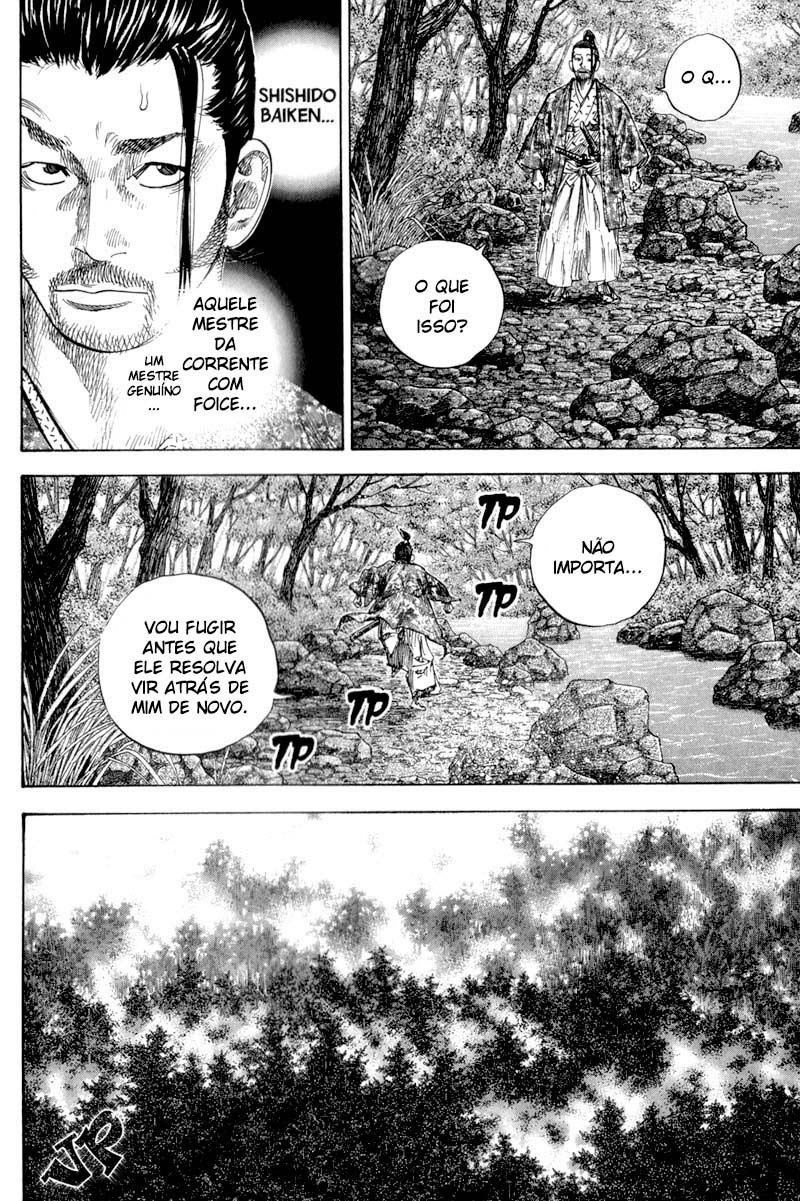 O Q...
O QUE
FOI
ISSO?
SHISHIDO
BAIKEN...
AQUELE
MESTRE
DA
CORRENTE
COM
FOICE...
UM
MESTRE
GENUÍNO
...
NÃO
IMPORTA...
TP
TP
TP
TP
VOU FUGIR
ANTES QUE
ELE RESOLVA
VIR ATRÁS DE
MIM DE NOVO.
VP